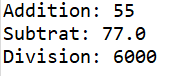 Addition: 55
Subtrat: 77.0
Division: 6000